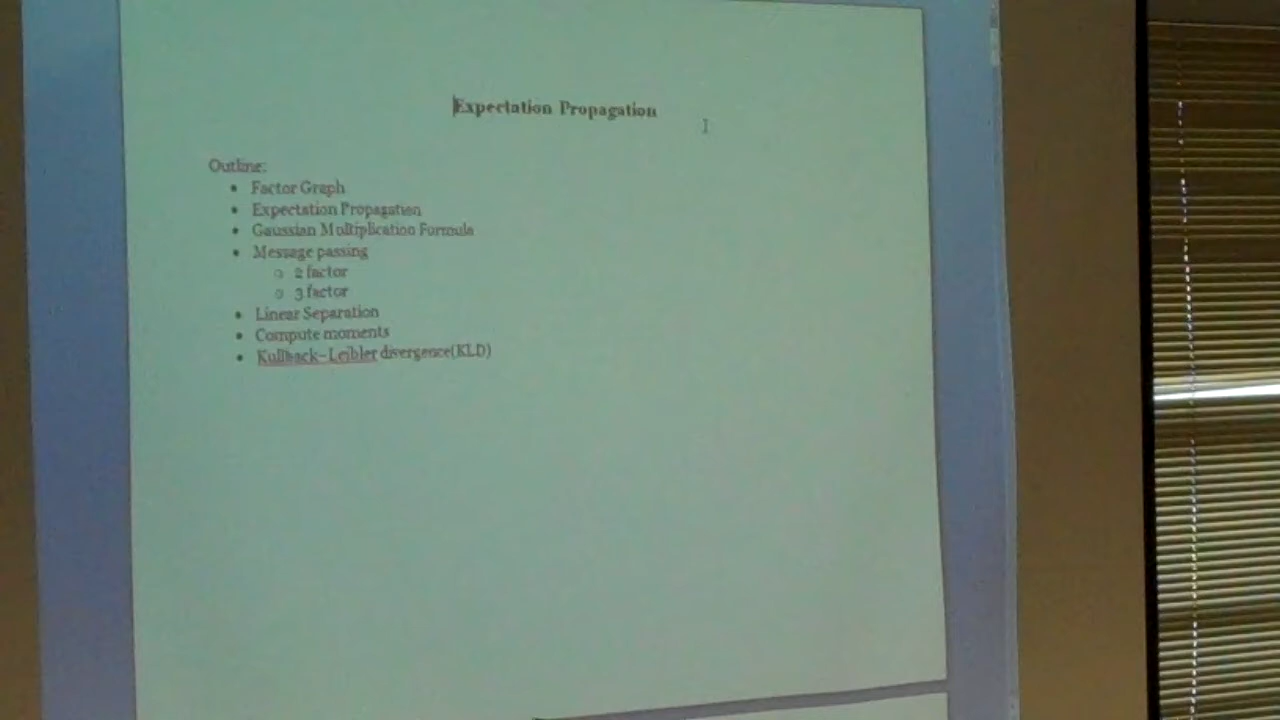 Expectation Propagation
Outline:
• Factor Graph
• Expectation Propagation
• Gaussian Multiplication Formula
• Message passing
○ 2 factor
○ 3 factor
• Linear Separation
• Compute moments
• Kullback-Leibler divergence(KLD)